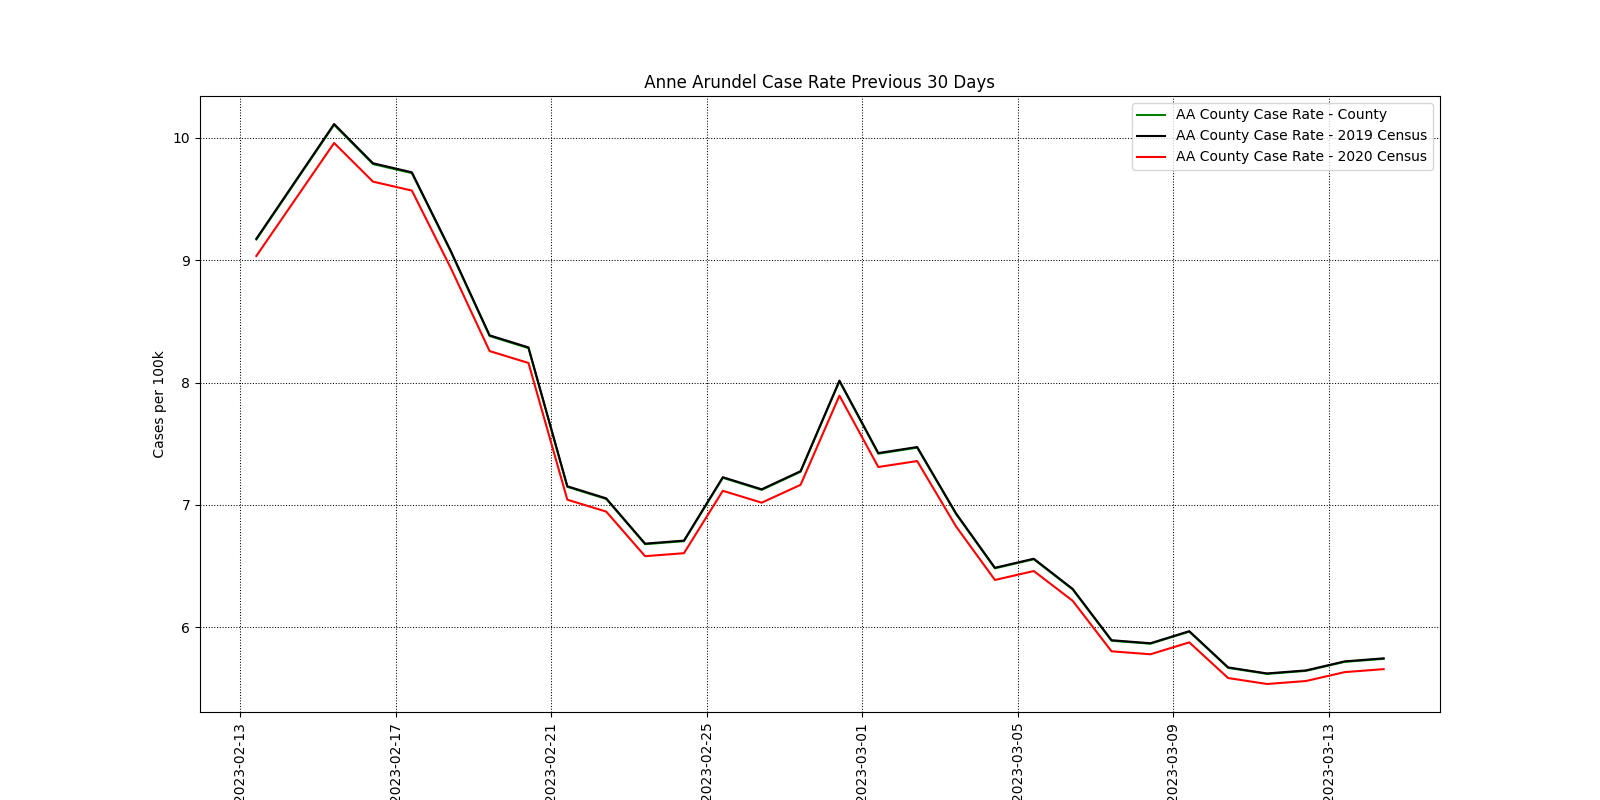 Anne Arundel Case Rate Previous 30 Days
AA County Case Rate - County
AA County Case Rate - 2019 Census
AA County Case Rate - 2020 Census
Cases per 100k
10
9
8
7
6
2023-02-13
2023-02-17
2023-02-21
2023-02-25
2023-03-01
2023-03-05
2023-03-09
2023-03-13